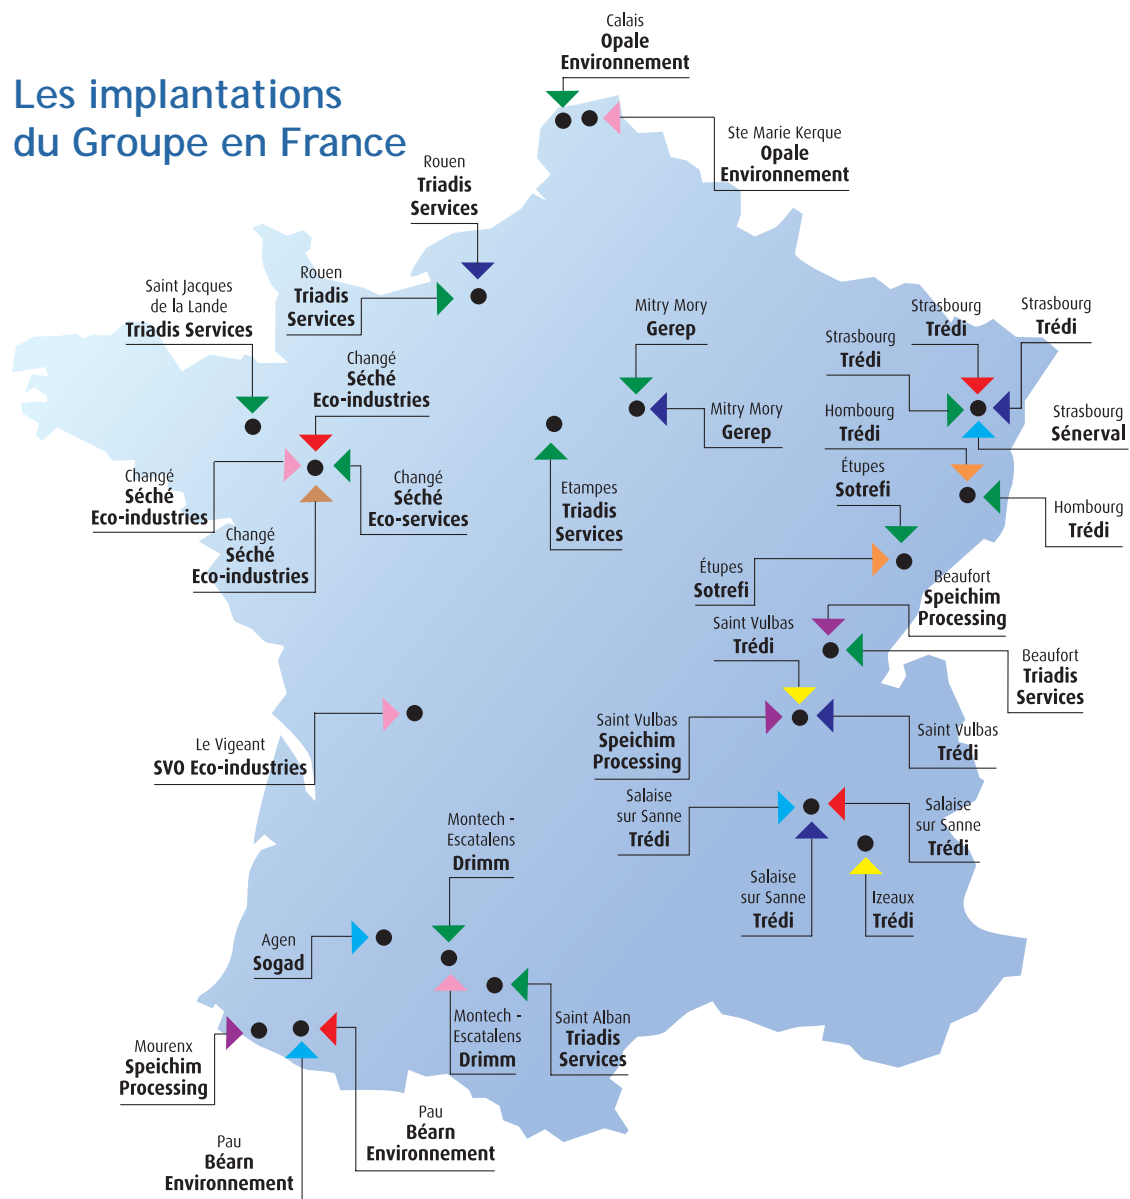 Les implantations
du Groupe en France
Calais
Opale
Environnement
Ste Marie Kerque
Opale
Environnement
Rouen
Triadis
Services
Rouen
Triadis
Services
Saint Jacques
de la Lande
Triadis Services
Mitry Mory
Gerep
Mitry Mory
Gerep
Strasbourg
Trédi
Strasbourg
Trédi
Strasbourg
Trédi
Strasbourg
Sénerval
Changé
Séché
Eco-industries
Changé
Séché
Eco-industries
Changé
Séché
Eco-services
Changé
Séché
Eco-industries
Etampes
Triadis
Services
Hombourg
Trédi
Hombourg
Trédi
Étupes
Sotrefi
Étupes
Sotrefi
Beaufort
Speichim
Processing
Beaufort
Triadis
Services
Saint Vulbas
Trédi
Saint Vulbas
Speichim
Processing
Saint Vulbas
Trédi
Le Vigeant
SVO Eco-industries
Salaise
sur Sanne
Trédi
Salaise
sur Sanne
Trédi
Salaise
sur Sanne
Trédi
Izeaux
Trédi
Montech -
Escatalens
Drimm
Agen
Sogad
Montech -
Escatalens
Drimm
Saint Alban
Triadis
Services
Mourenx
Speichim
Processing
Pau
Béarn
Environnement
Pau
Béarn
Environnement